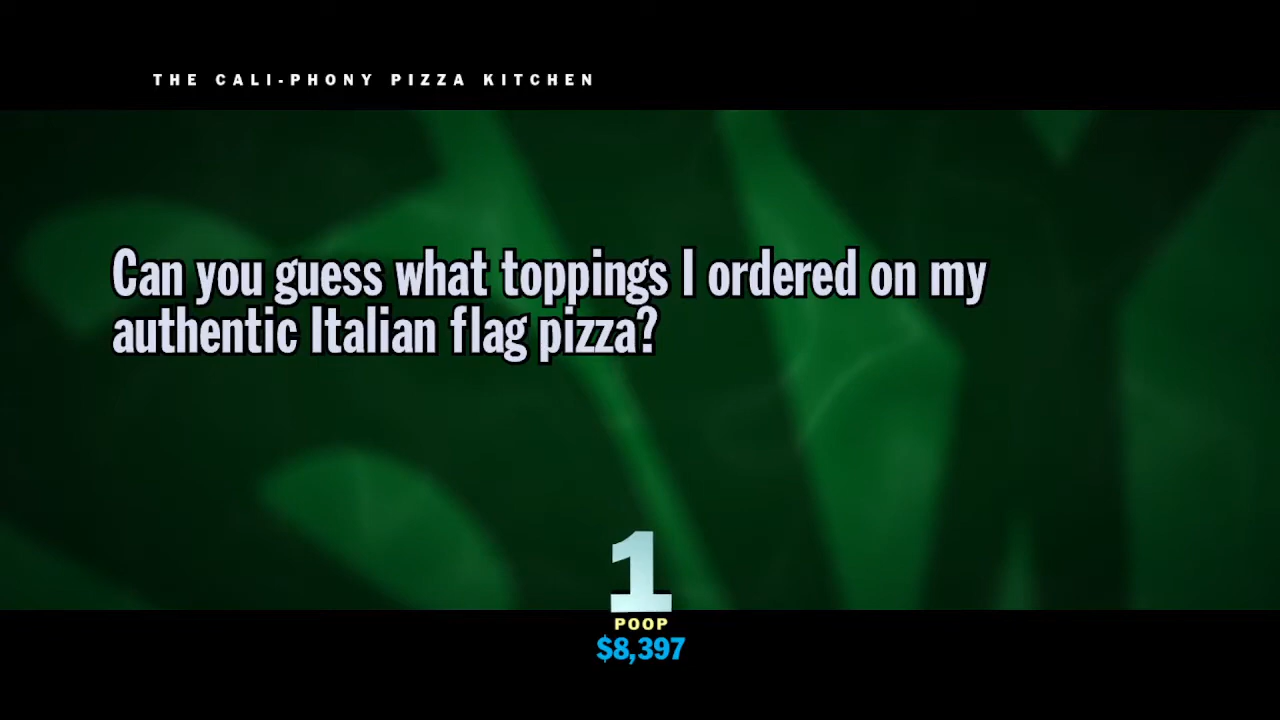 THE CALI-PHONY PIZZA KITCHEN
Can you guess what toppings I ordered on my
authentic Italian flag pizza?
1
POOP
$8,397